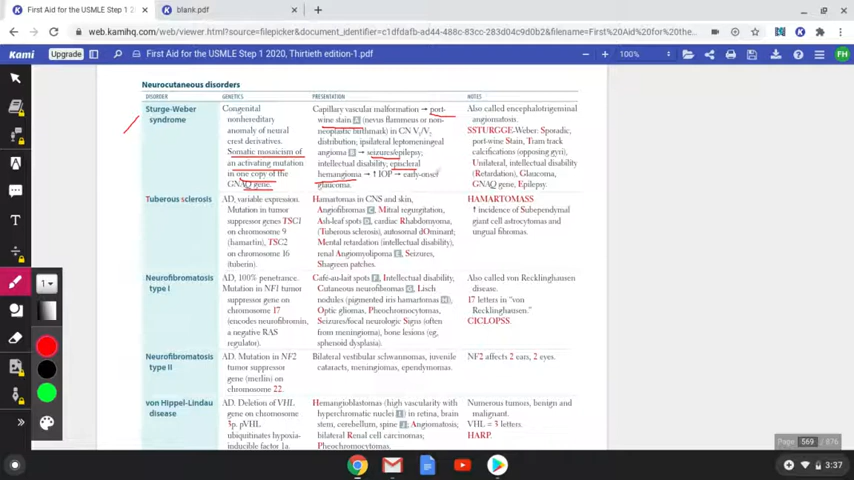 First Aid for the USMLE Step 1 2
blank.pdf
web.kamihq.com/web/viewer.html?source=filepicker&document_identifier=c1dfdafb-ad44-488c-83cc-283d04c9d0b2&filename=First%20Aid%20for%20the...
Kami Upgrade First Aid for the USMLE Step 1 2020, Thirtieth edition-1.pdf 100% FH
Neurocutaneous disorders
DISORDER GENETICS PRESENTATION NOTES
Sturge-Weber syndrome
Congenital
nonhereditary
anomaly of neural
crest derivatives.
Somatic mosaicism of
an activating mutation
in one copy of the
GNAQ gene.
Capillary vascular malformation → port-
wine stain A (nevus flammeus or non-
neoplastic birthmark) in CN V₁/V₂
distribution; ipsilateral leptomeningeal
angioma B → seizures/epilepsy;
intellectual disability; episcleral
hemangioma → ↑ IOP → early-onset
glaucoma.
Also called encephalotrigeminal
angiomatosis.
SSTURGGE-Weber: Sporadic,
port-wine Stain, Tram track
calcifications (opposing gyri),
Unilateral, intellectual disability
(Retardation), Glaucoma,
GNAQ gene, Epilepsy.
Tuberous sclerosis
AD, variable expression.
Mutation in tumor
suppressor genes TSC1
on chromosome 9
(hamartin), TSC2
on chromosome 16
(tuberin).
Hamartomas in CNS and skin,
Angiofibromas C, Mitral regurgitation,
Ash-leaf spots D, cardiac Rhabdomyoma,
(Tuberous sclerosis), autosomal dOminant;
Mental retardation (intellectual disability),
renal Angiomyolipoma E, Seizures,
Shagreen patches.
HAMARTOMASS
↑ incidence of Subependymal
giant cell astrocytomas and
ungual fibromas.
Neurofibromatosis
type I
AD, 100% penetrance.
Mutation in NF1 tumor
suppressor gene on
chromosome 17
(encodes neurofibromin,
a negative RAS
regulator).
Café-au-lait spots F, Intellectual disability,
Cutaneous neurofibromas G, Lisch
nodules (pigmented iris hamartomas H),
Optic gliomas, Pheochromocytomas,
Seizures/focal neurologic Signs (often
from meningioma), bone lesions (eg,
sphenoid dysplasia).
Also called von Recklinghausen
disease.
17 letters in "von
Recklinghausen."
CICLOPSS.
Neurofibromatosis
type II
AD. Mutation in NF2
tumor suppressor
gene (merlin) on
chromosome 22.
Bilateral vestibular schwannomas, juvenile
cataracts, meningiomas, ependymomas.
NF2 affects 2 ears, 2 eyes.
von Hippel-Lindau
disease
AD. Deletion of VHL
gene on chromosome
3p. pVHL
ubiquitinates hypoxia-
inducible factor 1a.
Hemangioblastomas (high vascularity with
hyperchromatic nuclei I) in retina, brain
stem, cerebellum, spine J; Angiomatosis;
bilateral Renal cell carcinomas;
Pheochromocytomas.
Numerous tumors, benign and
malignant.
VHL = 3 letters.
HARP.
1
Page 569 / 876
3:37